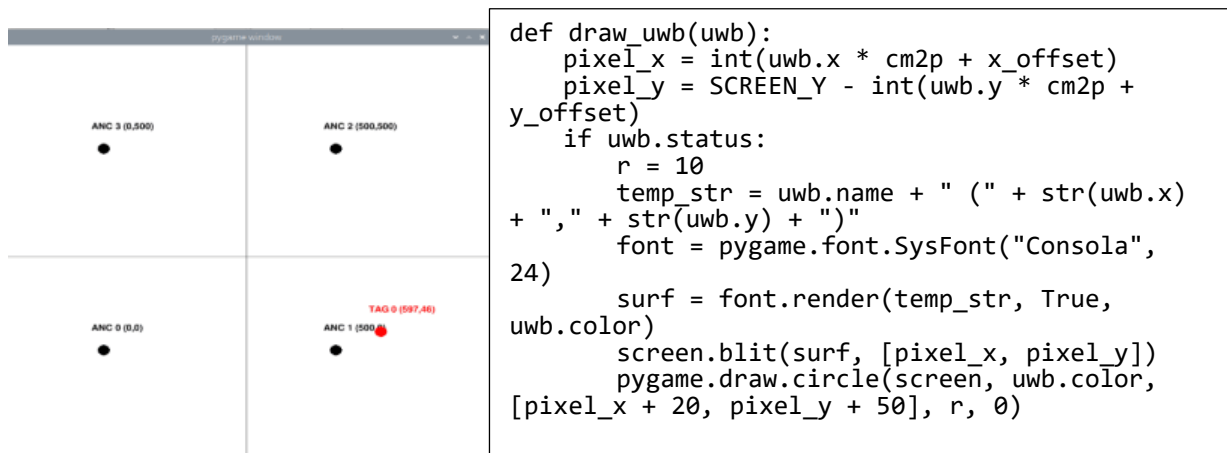 pygame window
ANC 3 (0,500)
ANC 2 (500,500)
TAG 0 (597,46)
ANC 0 (0,0)
ANC 1 (500,
def draw_uwb(uwb):
    pixel_x = int(uwb.x * cm2p + x_offset)
    pixel_y = SCREEN_Y - int(uwb.y * cm2p +
y_offset)
    if uwb.status:
        r = 10
        temp_str = uwb.name + " (" + str(uwb.x)
+ "," + str(uwb.y) + ")"
        font = pygame.font.SysFont("Consola",
24)
        surf = font.render(temp_str, True,
uwb.color)
        screen.blit(surf, [pixel_x, pixel_y])
        pygame.draw.circle(screen, uwb.color,
[pixel_x + 20, pixel_y + 50], r, 0)